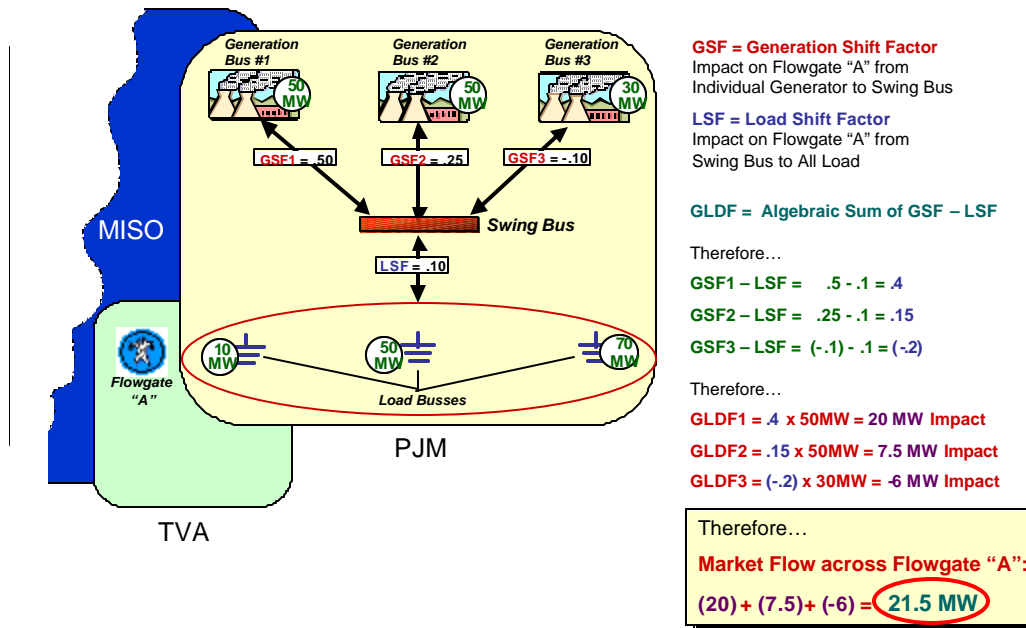 Generation
Bus #1
Generation
Bus #2
Generation
Bus #3
50
MW
50
MW
30
MW
GSF1 = .50
GSF2 = .25
GSF3 = -.10
Swing Bus
LSF = .10
MISO
10
MW
50
MW
70
MW
Load Busses
Flowgate
“A”
PJM
TVA
GSF = Generation Shift Factor
Impact on Flowgate “A” from
Individual Generator to Swing Bus
LSF = Load Shift Factor
Impact on Flowgate “A” from
Swing Bus to All Load
GLDF = Algebraic Sum of GSF – LSF
Therefore…
GSF1 – LSF = .5 - .1 = .4
GSF2 – LSF = .25 - .1 = .15
GSF3 – LSF = (-.1) - .1 = (-.2)
Therefore…
GLDF1 = .4 x 50MW = 20 MW Impact
GLDF2 = .15 x 50MW = 7.5 MW Impact
GLDF3 = (-.2) x 30MW = -6 MW Impact
Therefore…
Market Flow across Flowgate “A”:
(20) + (7.5) + (-6) = 21.5 MW